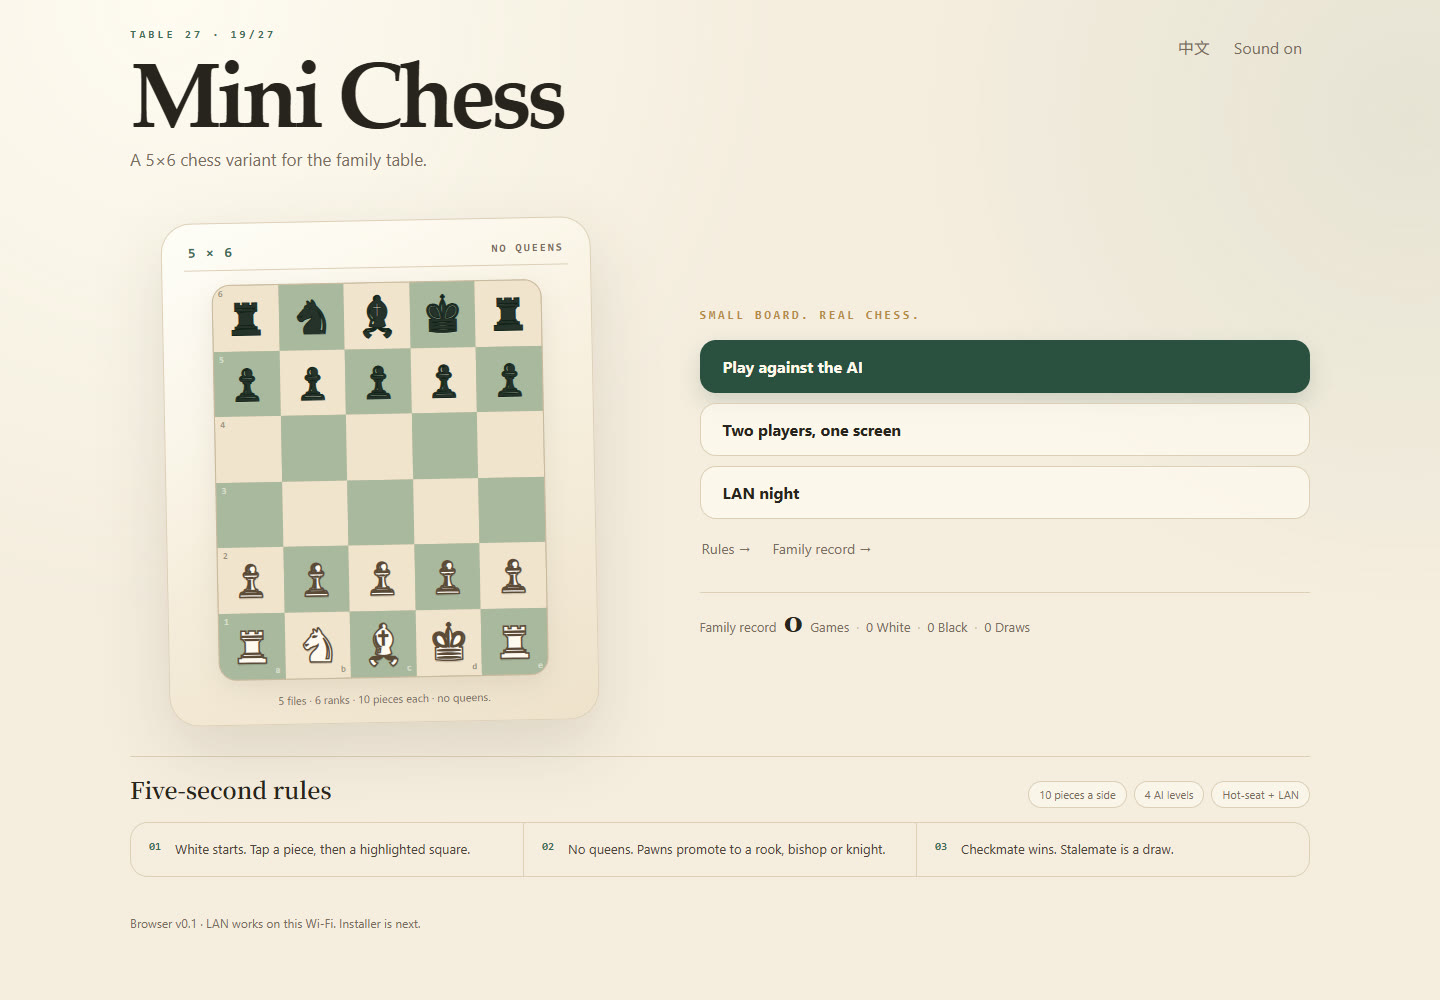 TABLE 27 · 19/27
中文 Sound on
Mini Chess
A 5×6 chess variant for the family table.
5 × 6
NO QUEENS
6
5
4
3
2
1
a b c d e
5 files · 6 ranks · 10 pieces each · no queens.
SMALL BOARD. REAL CHESS.
Play against the AI
Two players, one screen
LAN night
Rules → Family record →
Family record 0 Games · 0 White · 0 Black · 0 Draws
Five-second rules
10 pieces a side 4 AI levels Hot-seat + LAN
01 White starts. Tap a piece, then a highlighted square.
02 No queens. Pawns promote to a rook, bishop or knight.
03 Checkmate wins. Stalemate is a draw.
Browser v0.1 · LAN works on this Wi-Fi. Installer is next.